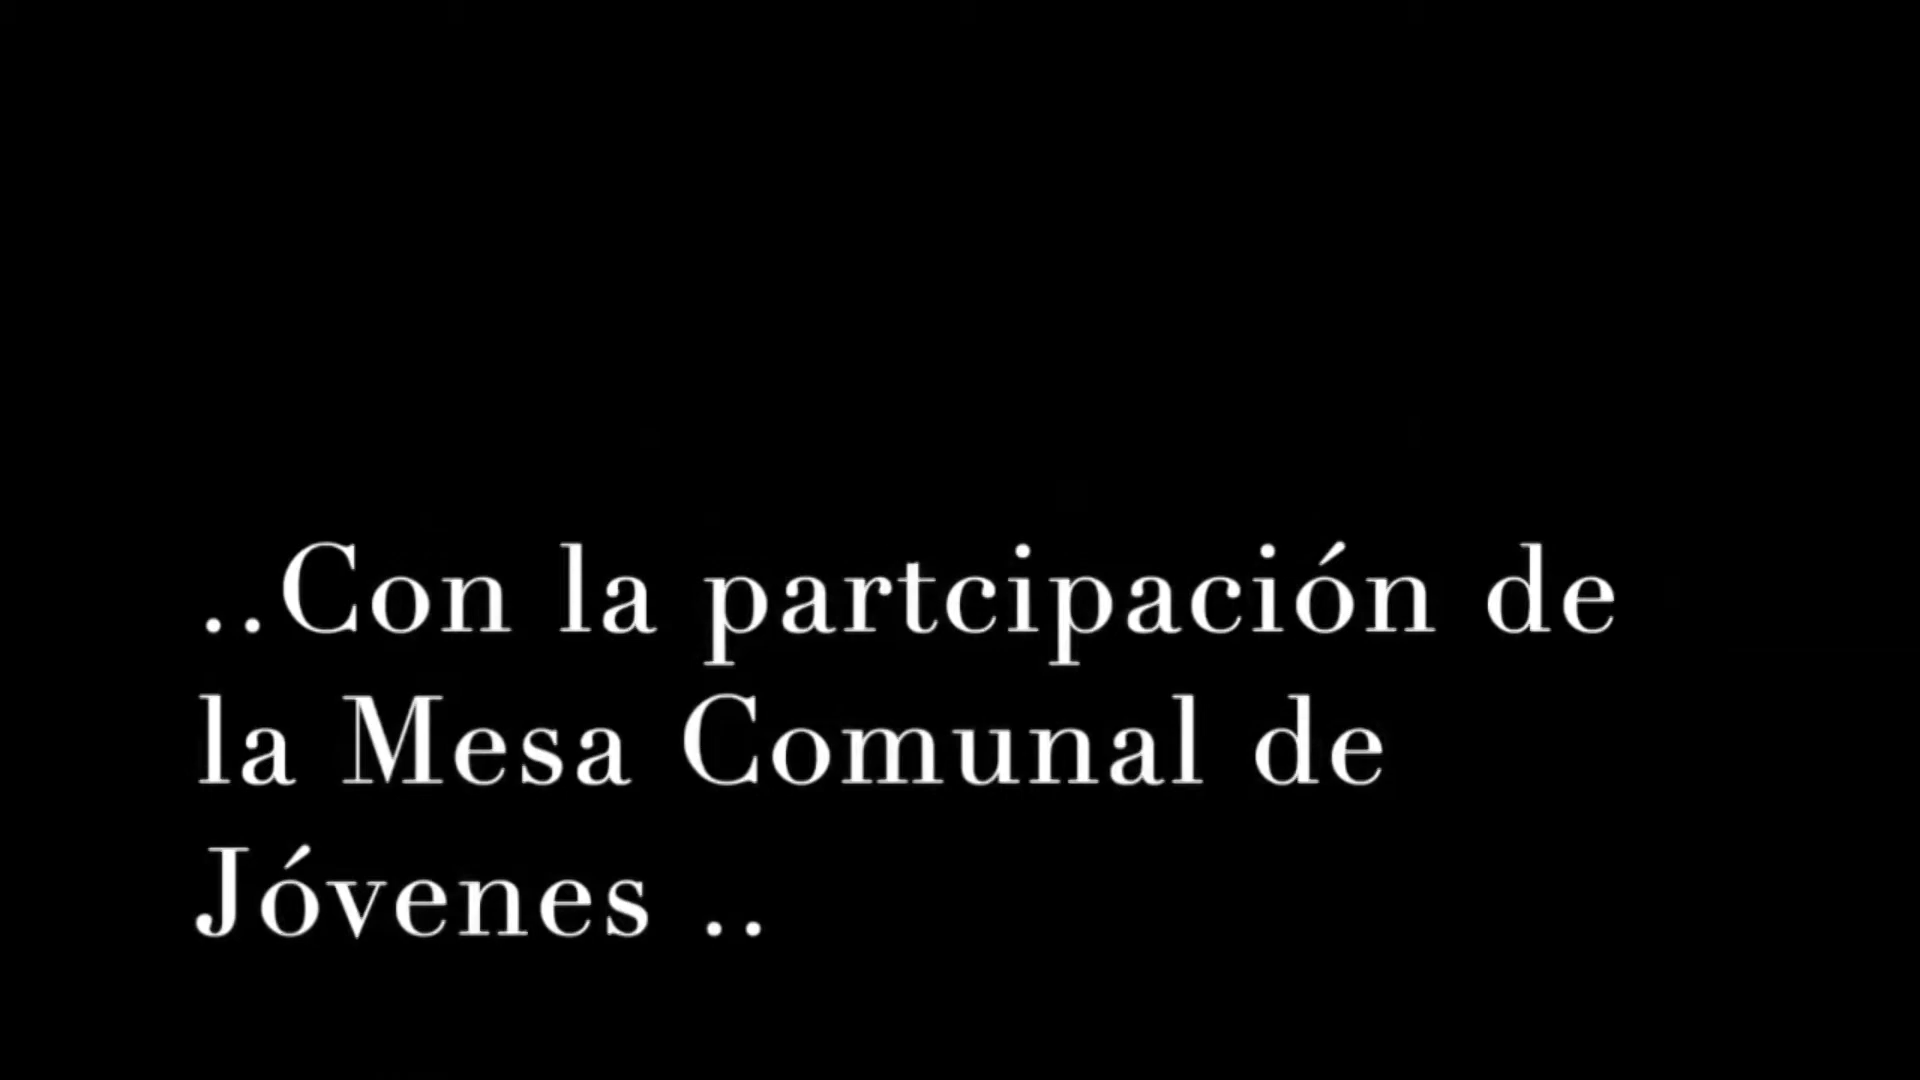 ..Con la partcipación de
la Mesa Comunal de
Jóvenes ..